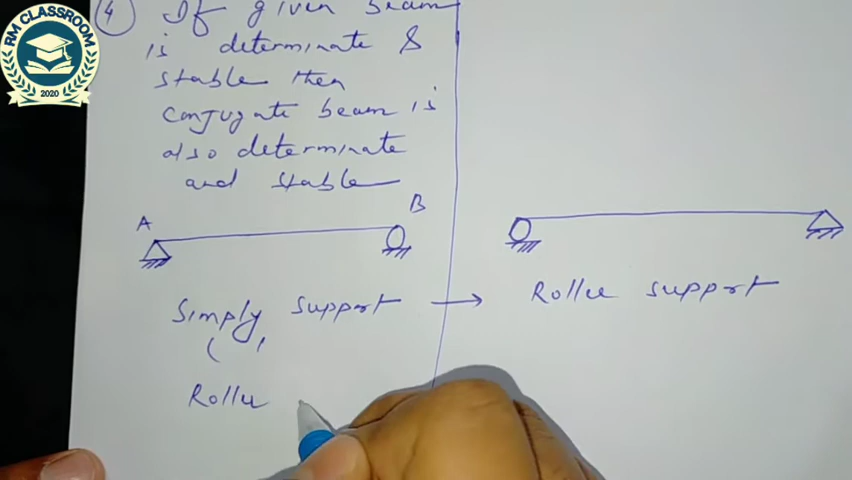 RM CLASSROOM
2020
4 If given beam
is determinate &
stable then
conjugate beam is
also determinate
and stable
A
B
Simply support → Roller support
Roller